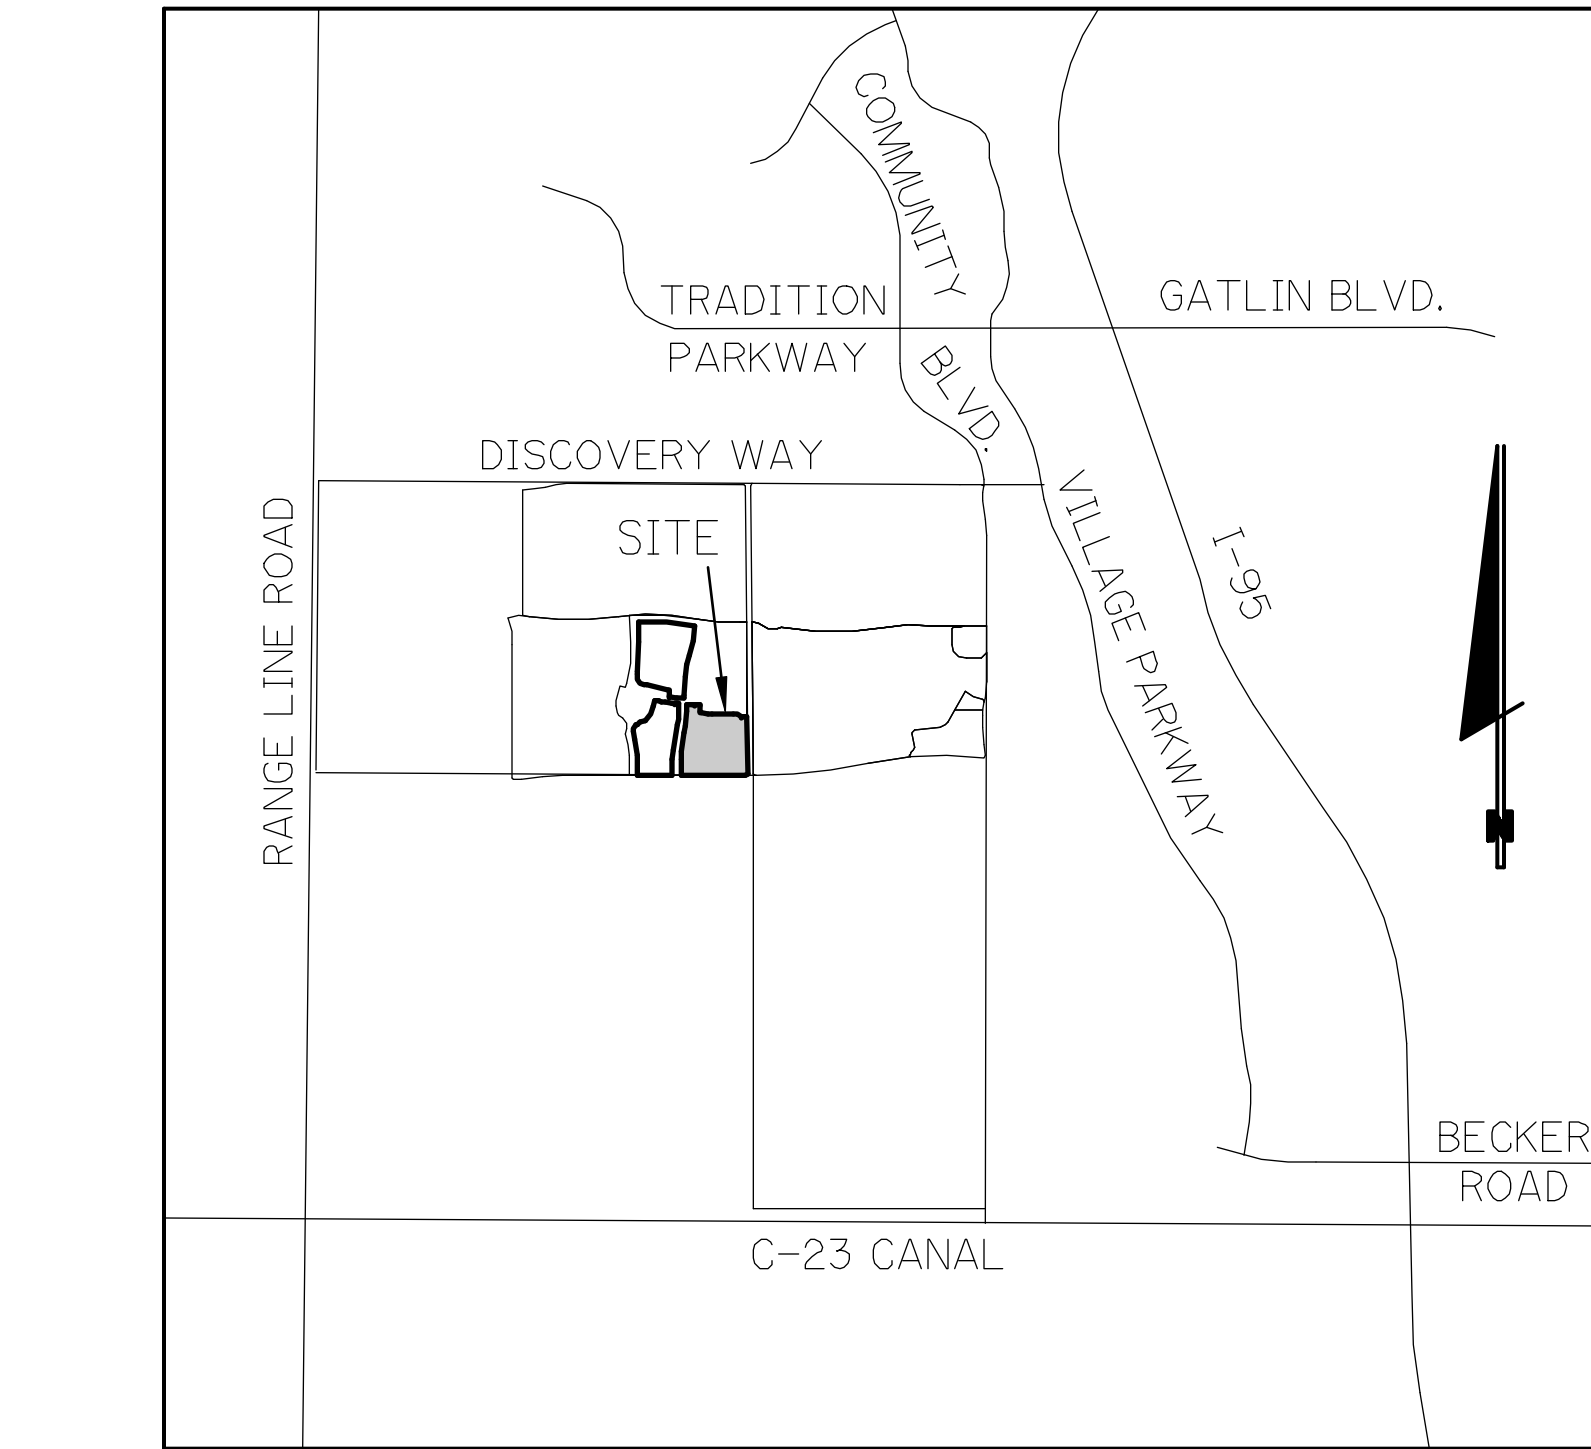 COMMUNITY
BLVD.
TRADITION
PARKWAY
GATLIN BLVD.
DISCOVERY WAY
SITE
RANGE LINE ROAD
VILLAGE PARKWAY
I-95
N
BECKER
ROAD
C-23 CANAL